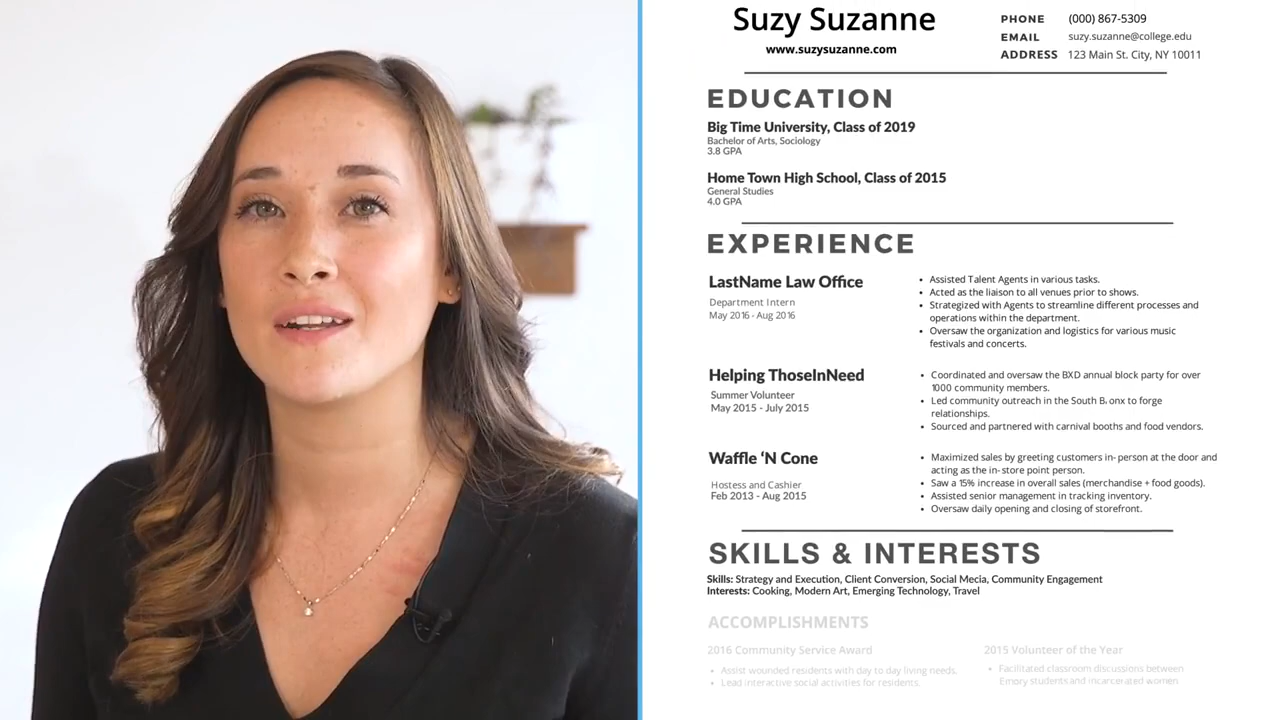 Suzy Suzanne
www.suzysuzanne.com
PHONE (000) 867-5309
EMAIL suzy.suzanne@college.edu
ADDRESS 123 Main St. City, NY 10011
EDUCATION
Big Time University, Class of 2019
Bachelor of Arts, Sociology
3.8 GPA
Home Town High School, Class of 2015
General Studies
4.0 GPA
EXPERIENCE
LastName Law Office
Department Intern
May 2016 - Aug 2016
• Assisted Talent Agents in various tasks.
• Acted as the liaison to all venues prior to shows.
• Strategized with Agents to streamline different processes and
operations within the department.
• Oversaw the organization and logistics for various music
festivals and concerts.
Helping ThoseInNeed
Summer Volunteer
May 2015 - July 2015
• Coordinated and oversaw the BXD annual block party for over
1000 community members.
• Led community outreach in the South Bronx to forge
relationships.
• Sourced and partnered with carnival booths and food vendors.
Waffle ‘N Cone
Hostess and Cashier
Feb 2013 - Aug 2015
• Maximized sales by greeting customers in-person at the door and
acting as the in-store point person.
• Saw a 15% increase in overall sales (merchandise + food goods).
• Assisted senior management in tracking inventory.
• Oversaw daily opening and closing of storefront.
SKILLS & INTERESTS
Skills: Strategy and Execution, Client Conversion, Social Mecia, Community Engagement
Interests: Cooking, Modern Art, Emerging Technology, Travel
ACCOMPLISHMENTS
2016 Community Service Award
• Assist wounded residents with day to day living needs.
• Lead interactive social activities for residents.
2015 Volunteer of the Year
• Facilitated classroom discussions between
Emory students and incarcerated women